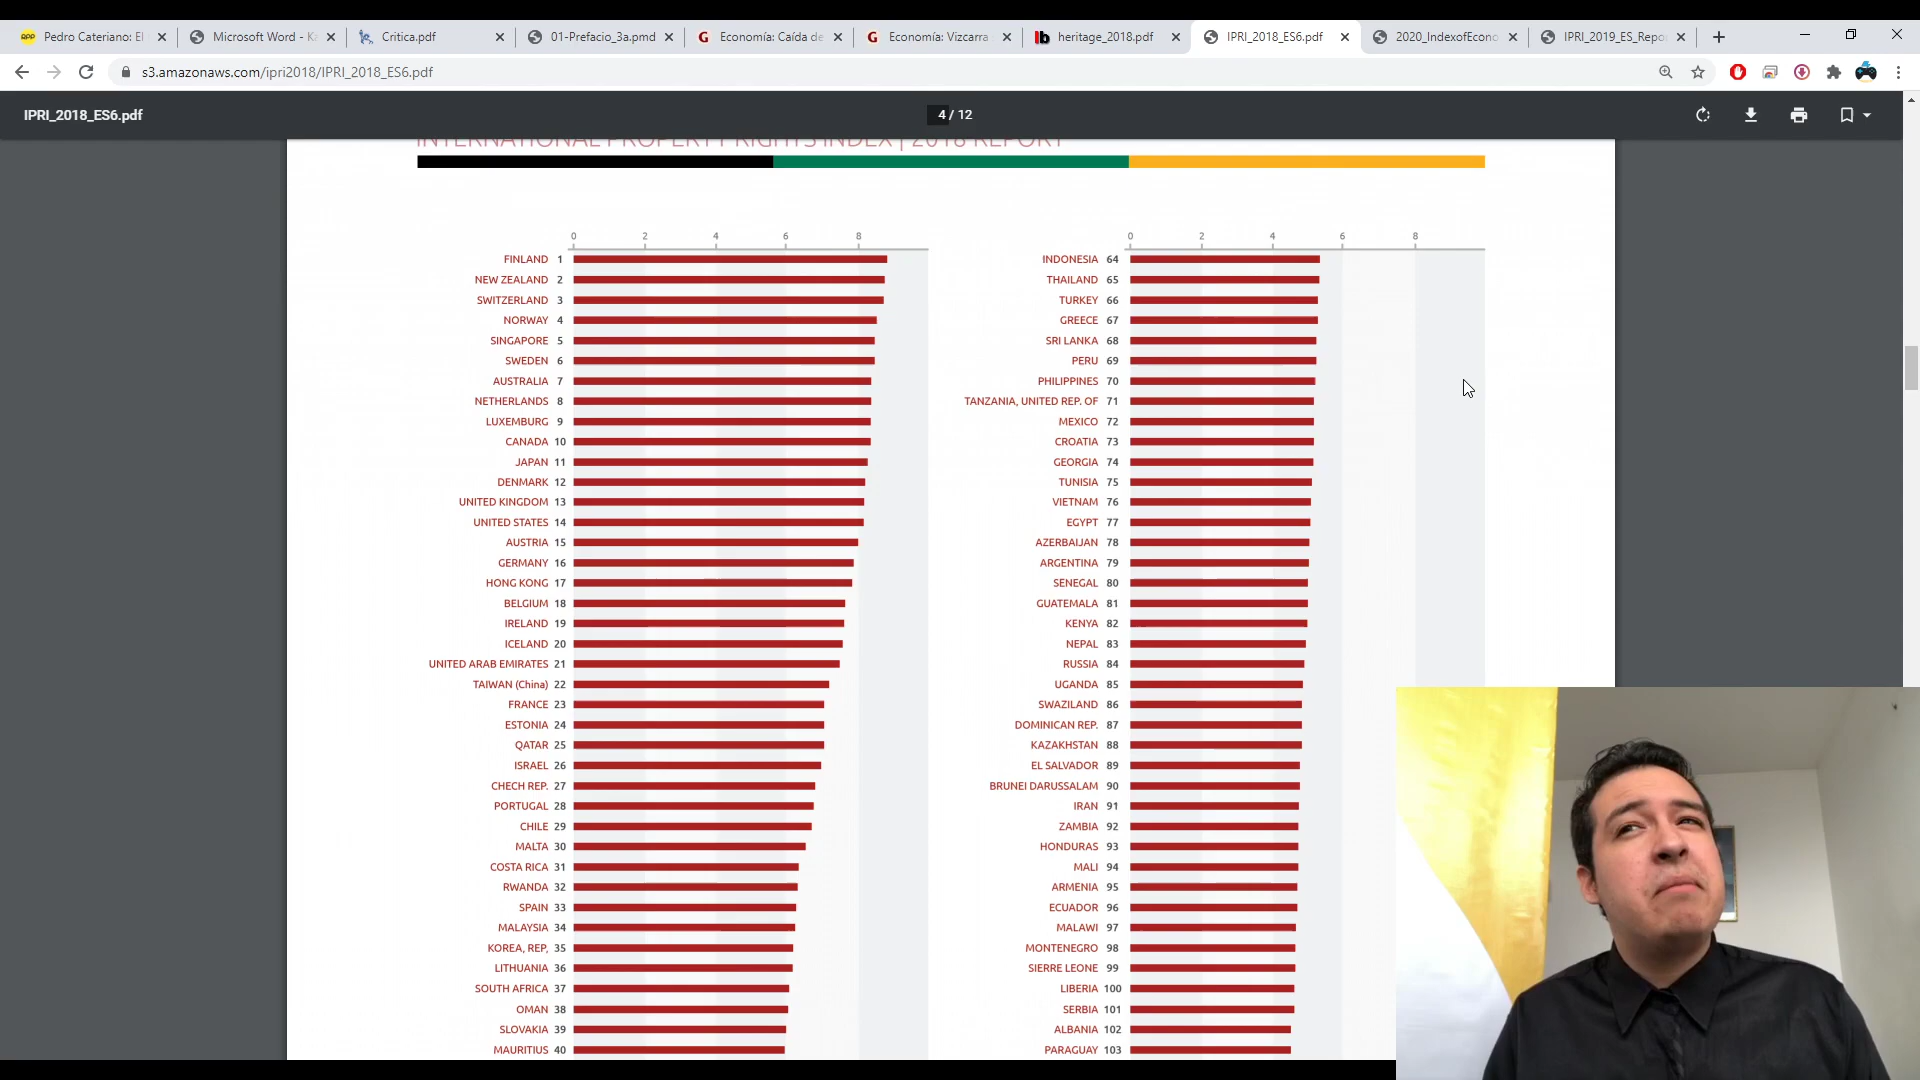 Pedro Cateriano: El
Microsoft Word - Ka
Critica.pdf
01-Prefacio_3a.pmd
Economía: Caída de
Economía: Vizcarra
heritage_2018.pdf
IPRI_2018_ES6.pdf
2020_IndexofEcono
IPRI_2019_ES_Repo
s3.amazonaws.com/ipri2018/IPRI_2018_ES6.pdf
IPRI_2018_ES6.pdf
4 / 12
INTERNATIONAL PROPERTY RIGHTS INDEX | 2018 REPORT
0 2 4 6 8
FINLAND 1
NEW ZEALAND 2
SWITZERLAND 3
NORWAY 4
SINGAPORE 5
SWEDEN 6
AUSTRALIA 7
NETHERLANDS 8
LUXEMBURG 9
CANADA 10
JAPAN 11
DENMARK 12
UNITED KINGDOM 13
UNITED STATES 14
AUSTRIA 15
GERMANY 16
HONG KONG 17
BELGIUM 18
IRELAND 19
ICELAND 20
UNITED ARAB EMIRATES 21
TAIWAN (China) 22
FRANCE 23
ESTONIA 24
QATAR 25
ISRAEL 26
CHECH REP. 27
PORTUGAL 28
CHILE 29
MALTA 30
COSTA RICA 31
RWANDA 32
SPAIN 33
MALAYSIA 34
KOREA, REP, 35
LITHUANIA 36
SOUTH AFRICA 37
OMAN 38
SLOVAKIA 39
MAURITIUS 40
0 2 4 6 8
INDONESIA 64
THAILAND 65
TURKEY 66
GREECE 67
SRI LANKA 68
PERU 69
PHILIPPINES 70
TANZANIA, UNITED REP. OF 71
MEXICO 72
CROATIA 73
GEORGIA 74
TUNISIA 75
VIETNAM 76
EGYPT 77
AZERBAIJAN 78
ARGENTINA 79
SENEGAL 80
GUATEMALA 81
KENYA 82
NEPAL 83
RUSSIA 84
UGANDA 85
SWAZILAND 86
DOMINICAN REP. 87
KAZAKHSTAN 88
EL SALVADOR 89
BRUNEI DARUSSALAM 90
IRAN 91
ZAMBIA 92
HONDURAS 93
MALI 94
ARMENIA 95
ECUADOR 96
MALAWI 97
MONTENEGRO 98
SIERRE LEONE 99
LIBERIA 100
SERBIA 101
ALBANIA 102
PARAGUAY 103